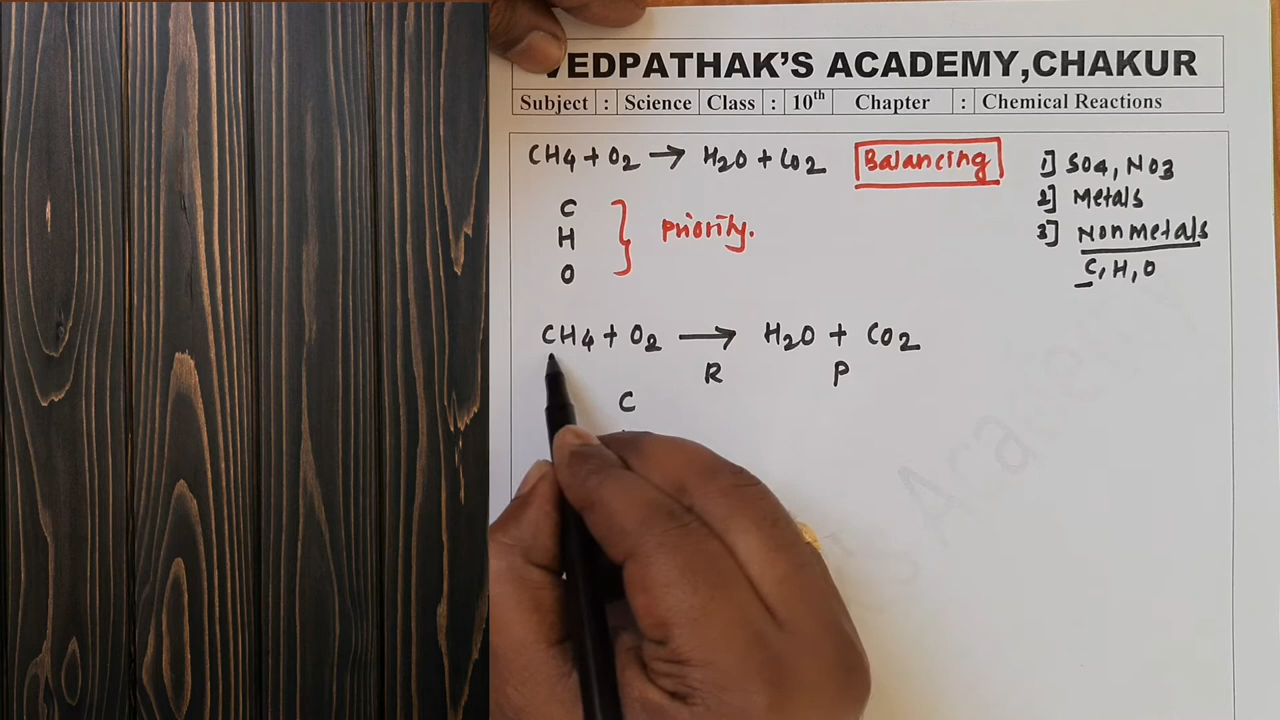 VEDPATHAK'S ACADEMY,CHAKUR
Subject : Science Class : 10th Chapter : Chemical Reactions
CH4 + O2 → H2O + CO2 Balancing
1] SO4, NO3
2] Metals
3] Nonmetals
C, H, O
C
H
O
Priority.
CH4 + O2 → H2O + CO2
R P
C